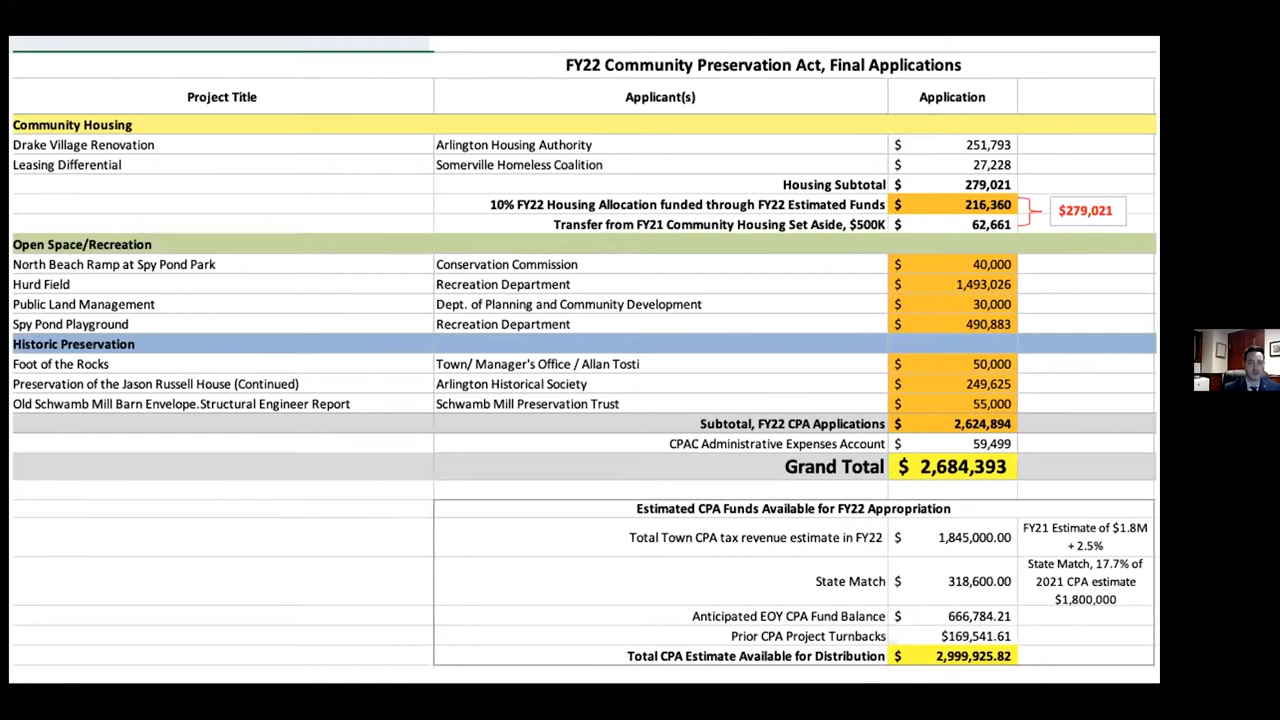 FY22 Community Preservation Act, Final Applications
Project Title Applicant(s) Application
Community Housing
Drake Village Renovation Arlington Housing Authority $ 251,793
Leasing Differential Somerville Homeless Coalition $ 27,228
Housing Subtotal $ 279,021
10% FY22 Housing Allocation funded through FY22 Estimated Funds $ 216,360
$279,021
Transfer from FY21 Community Housing Set Aside, $500K $ 62,661
Open Space/Recreation
North Beach Ramp at Spy Pond Park Conservation Commission $ 40,000
Hurd Field Recreation Department $ 1,493,026
Public Land Management Dept. of Planning and Community Development $ 30,000
Spy Pond Playground Recreation Department $ 490,883
Historic Preservation
Foot of the Rocks Town/ Manager's Office / Allan Tosti $ 50,000
Preservation of the Jason Russell House (Continued) Arlington Historical Society $ 249,625
Old Schwamb Mill Barn Envelope.Structural Engineer Report Schwamb Mill Preservation Trust $ 55,000
Subtotal, FY22 CPA Applications $ 2,624,894
CPAC Administrative Expenses Account $ 59,499
Grand Total $ 2,684,393
Estimated CPA Funds Available for FY22 Appropriation
Total Town CPA tax revenue estimate in FY22 $ 1,845,000.00
FY21 Estimate of $1.8M
+ 2.5%
State Match $ 318,600.00
State Match, 17.7% of
2021 CPA estimate
$1,800,000
Anticipated EOY CPA Fund Balance $ 666,784.21
Prior CPA Project Turnbacks $169,541.61
Total CPA Estimate Available for Distribution $ 2,999,925.82